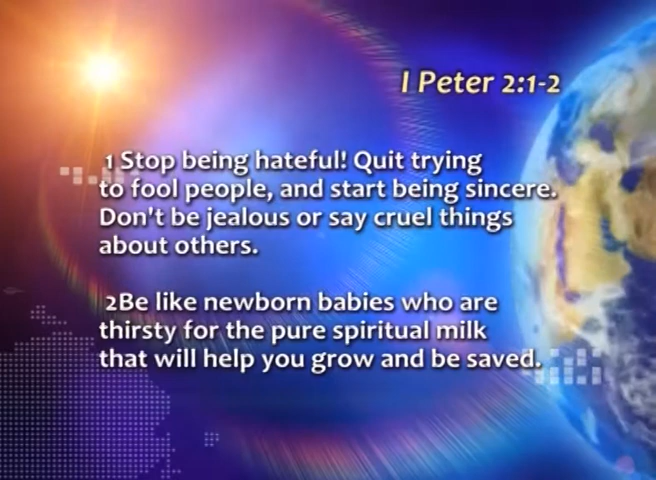 I Peter 2:1-2
1 Stop being hateful! Quit trying
to fool people, and start being sincere.
Don't be jealous or say cruel things
about others.
2Be like newborn babies who are
thirsty for the pure spiritual milk
that will help you grow and be saved.